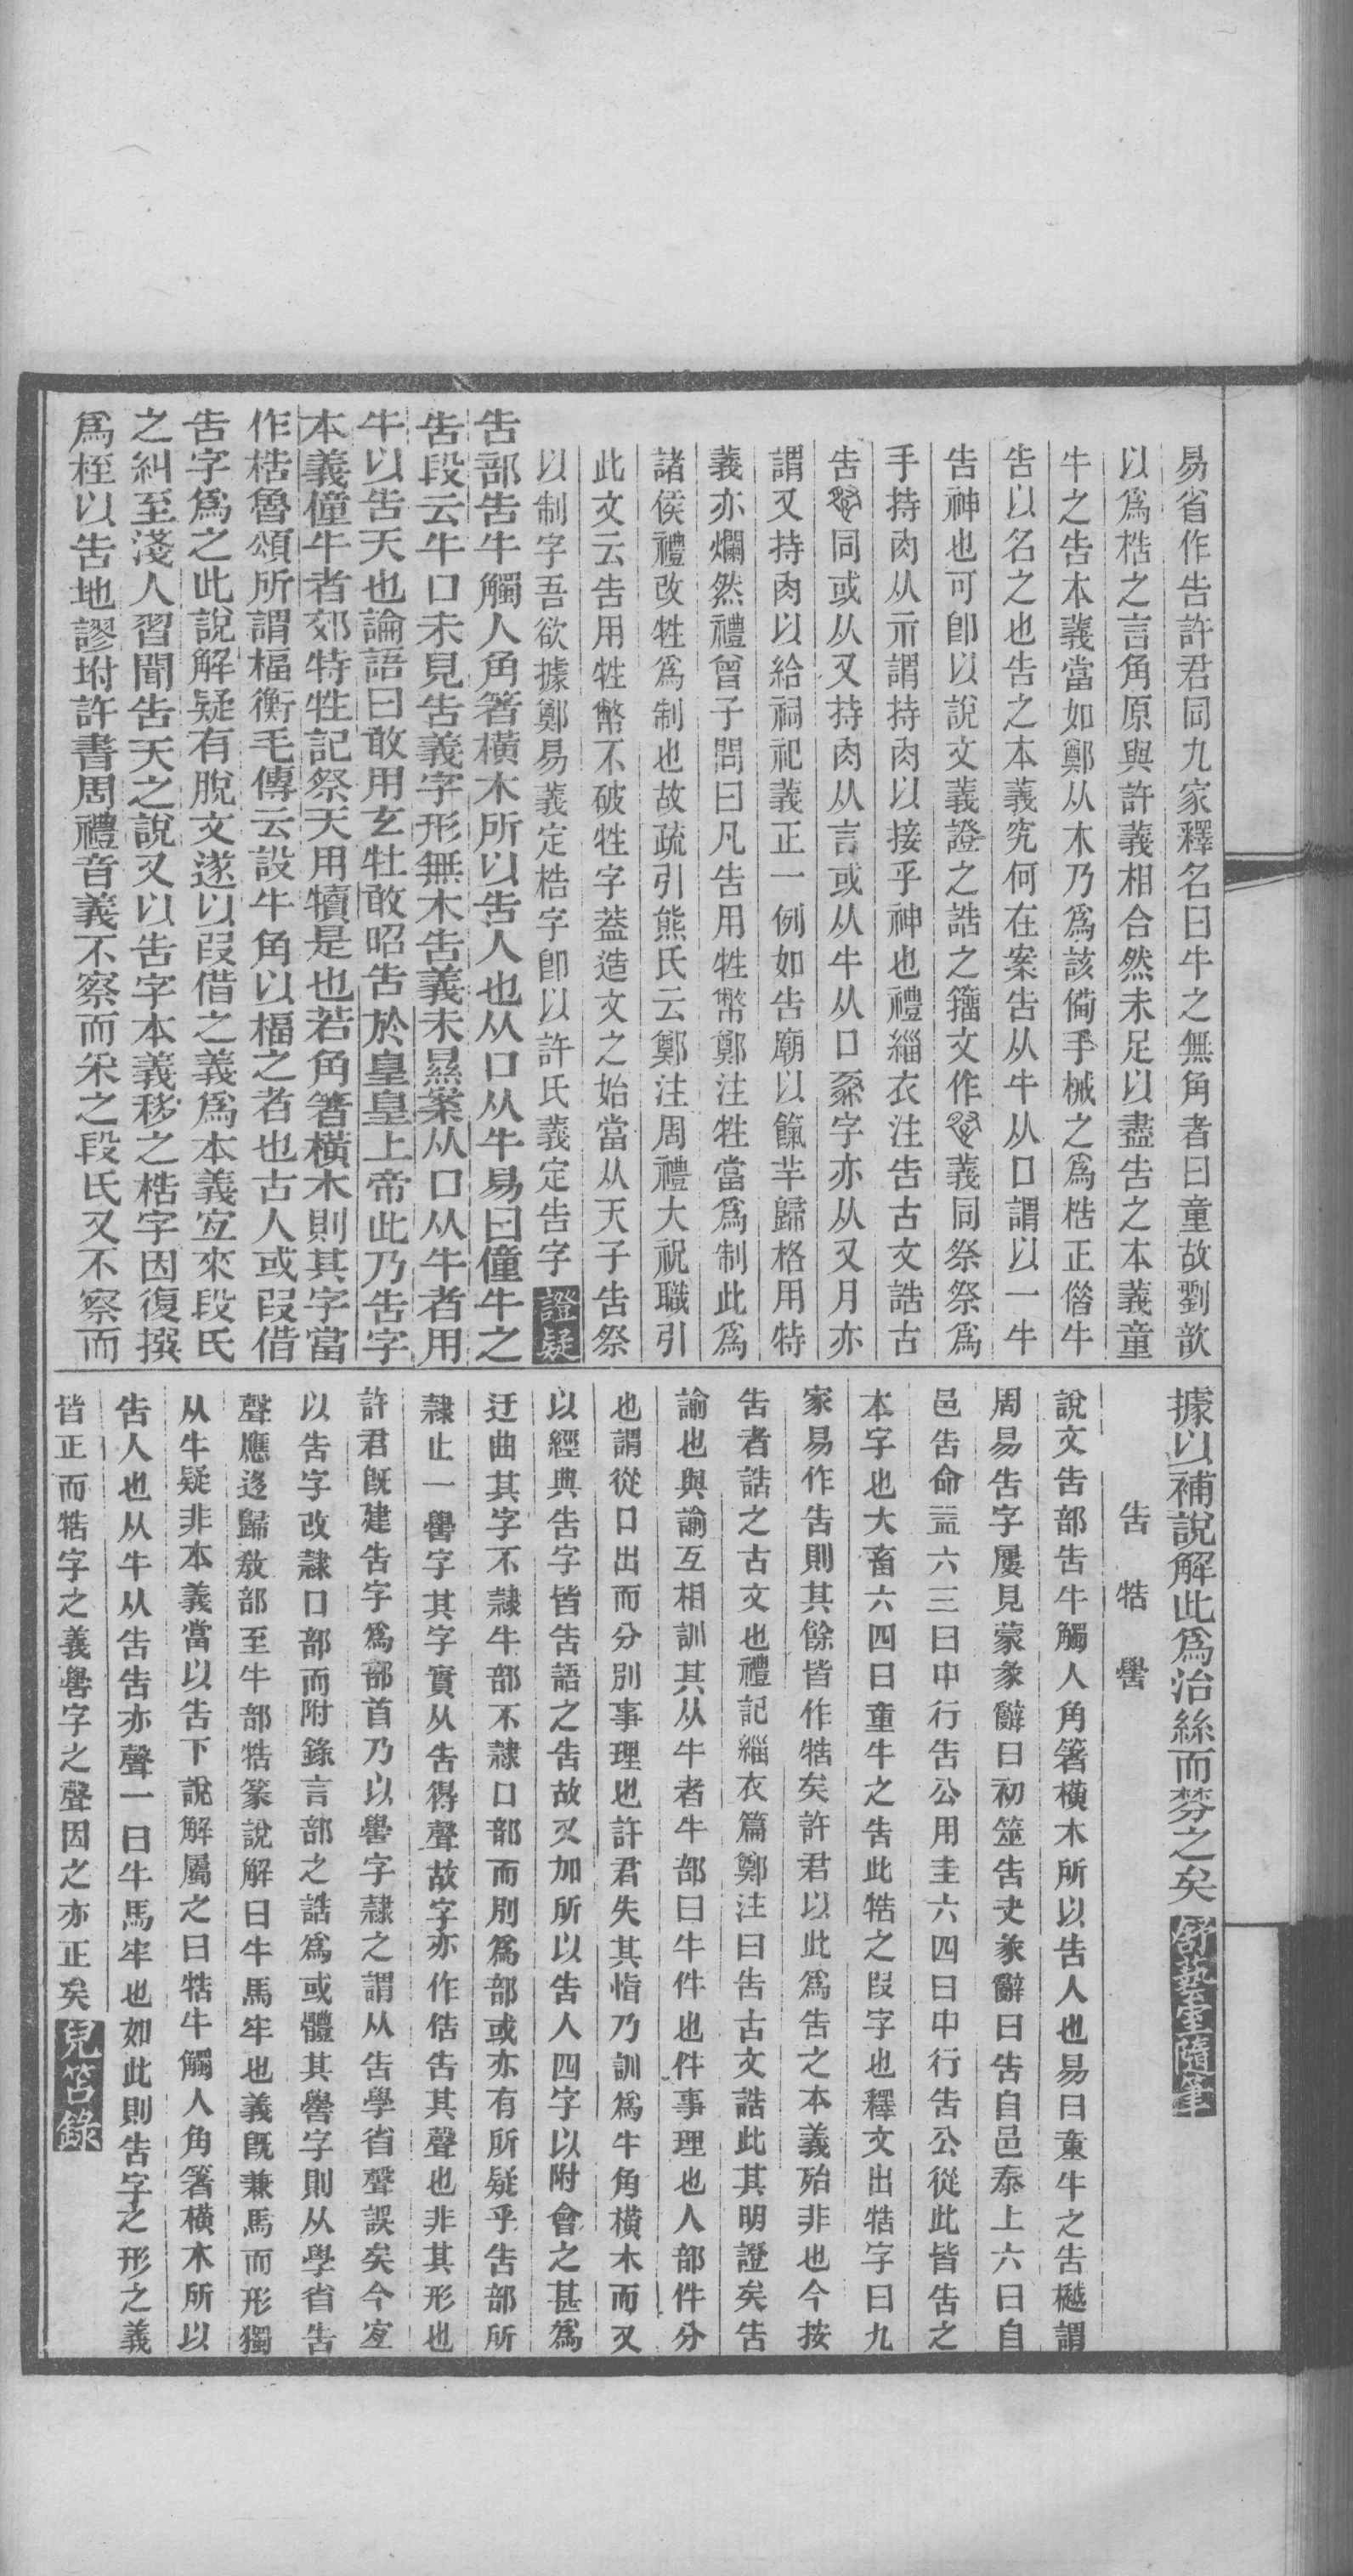 易省作告許君同九家釋名曰牛之無角者曰童故劉歆
以爲梏之言角原與許義相合然未足以盡告之本義童
牛之告本義當如鄭从木乃爲該僃手械之爲梏正偕牛
告以名之也告之本義究何在案告从牛从口謂以一牛
告神也可卽以說文義證之誥之籒文作義同祭祭爲
手持肉从示謂持肉以接乎神也禮緇衣注告古文誥古
告同或从又持肉从言或从牛从口字亦从又月亦
謂又持肉以給祠祀義正一例如告廟以餼羊歸格用特
義亦爛然禮曾子問曰凡告用牲幣鄭注牲當爲制此爲
諸侯禮改牲爲制也故疏引熊氏云鄭注周禮大祝職引
此文云告用牲幣不破牲字蓋造文之始當从天子告祭
以制字吾欲據鄭易義定梏字卽以許氏義定告字 證疑
告部告牛觸人角箸橫木所以告人也从口从牛易曰僮牛之
告段云牛口未見告義字形無木告義未㬎案从口从牛者用
牛以告天也論語曰敢用玄牡敢昭告於皇皇上帝此乃告字
本義僮牛者郊特牲記祭天用犢是也若角箸橫木則其字當
作梏魯頌所謂楅衡毛傳云設牛角以楅之者也古人或叚借
告字爲之此說解疑有脫文遂以叚借之義爲本義宐來段氏
之糾至淺人習聞告天之說又以告字本義移之梏字因復撰
爲桎以告地謬坿許書周禮音義不察而采之段氏又不察而
據以補說解此爲治絲而棼之矣 舒藝室隨筆
告 牿 嚳
說文告部告牛觸人角箸橫木所以告人也易曰童牛之告樾謂
周易告字屢見蒙彖辭曰初筮告夬彖辭曰告自邑泰上六曰自
邑告命益六三曰中行告公用圭六四曰中行告公從此皆告之
本字也大畜六四曰童牛之告此牿之叚字也釋文出牿字曰九
家易作告則其餘皆作牿矣許君以此爲告之本義殆非也今按
告者誥之古文也禮記緇衣篇鄭注曰告古文誥此其明證矣告
諭也與諭互相訓其从牛者牛部曰牛件也件事理也人部件分
也謂從口出而分別事理也許君失其恉乃訓爲牛角橫木而又
以經典告字皆告語之告故又加所以告人四字以附會之甚爲
迂曲其字不隸牛部不隸口部而別爲部或亦有所疑乎告部所
隸止一嚳字其字實从告得聲故字亦作俈告其聲也非其形也
許君旣建告字爲部首乃以嚳字隸之謂从告學省聲誤矣今宐
以告字改隸口部而附錄言部之誥爲或體其嚳字則从學省告
聲應迻歸敎部至牛部牿篆說解曰牛馬牢也義旣兼馬而形獨
从牛疑非本義當以告下說解屬之曰牿牛觸人角箸橫木所以
告人也从牛从告告亦聲一曰牛馬牢也如此則告字之形之義
皆正而牿字之義嚳字之聲因之亦正矣 兒笘錄